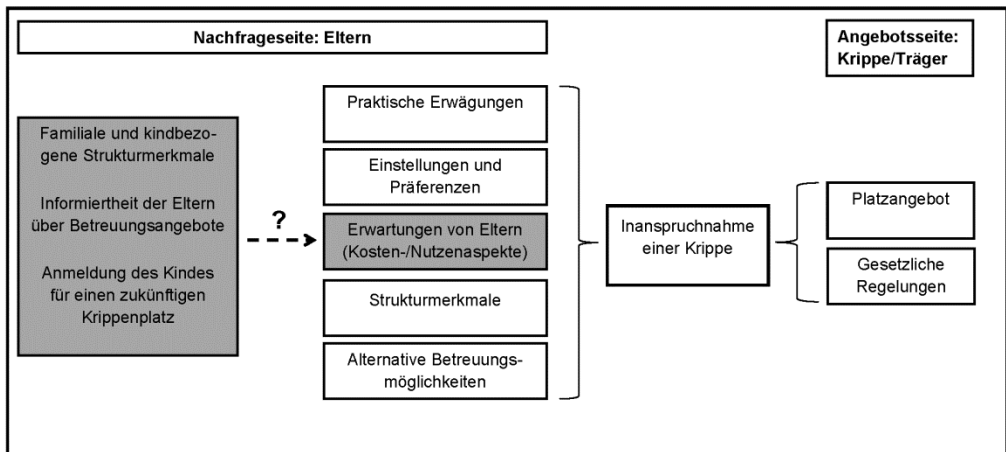 Nachfrageseite: Eltern
Angebotsseite:
Krippe/Träger
Familiale und kindbezo-
gene Strukturmerkmale
Informiertheit der Eltern
über Betreuungsangebote
Anmeldung des Kindes
für einen zukünftigen
Krippenplatz
?
Praktische Erwägungen
Einstellungen und
Präferenzen
Erwartungen von Eltern
(Kosten-/Nutzenaspekte)
Strukturmerkmale
Alternative Betreuungs-
möglichkeiten
Inanspruchnahme
einer Krippe
Platzangebot
Gesetzliche
Regelungen